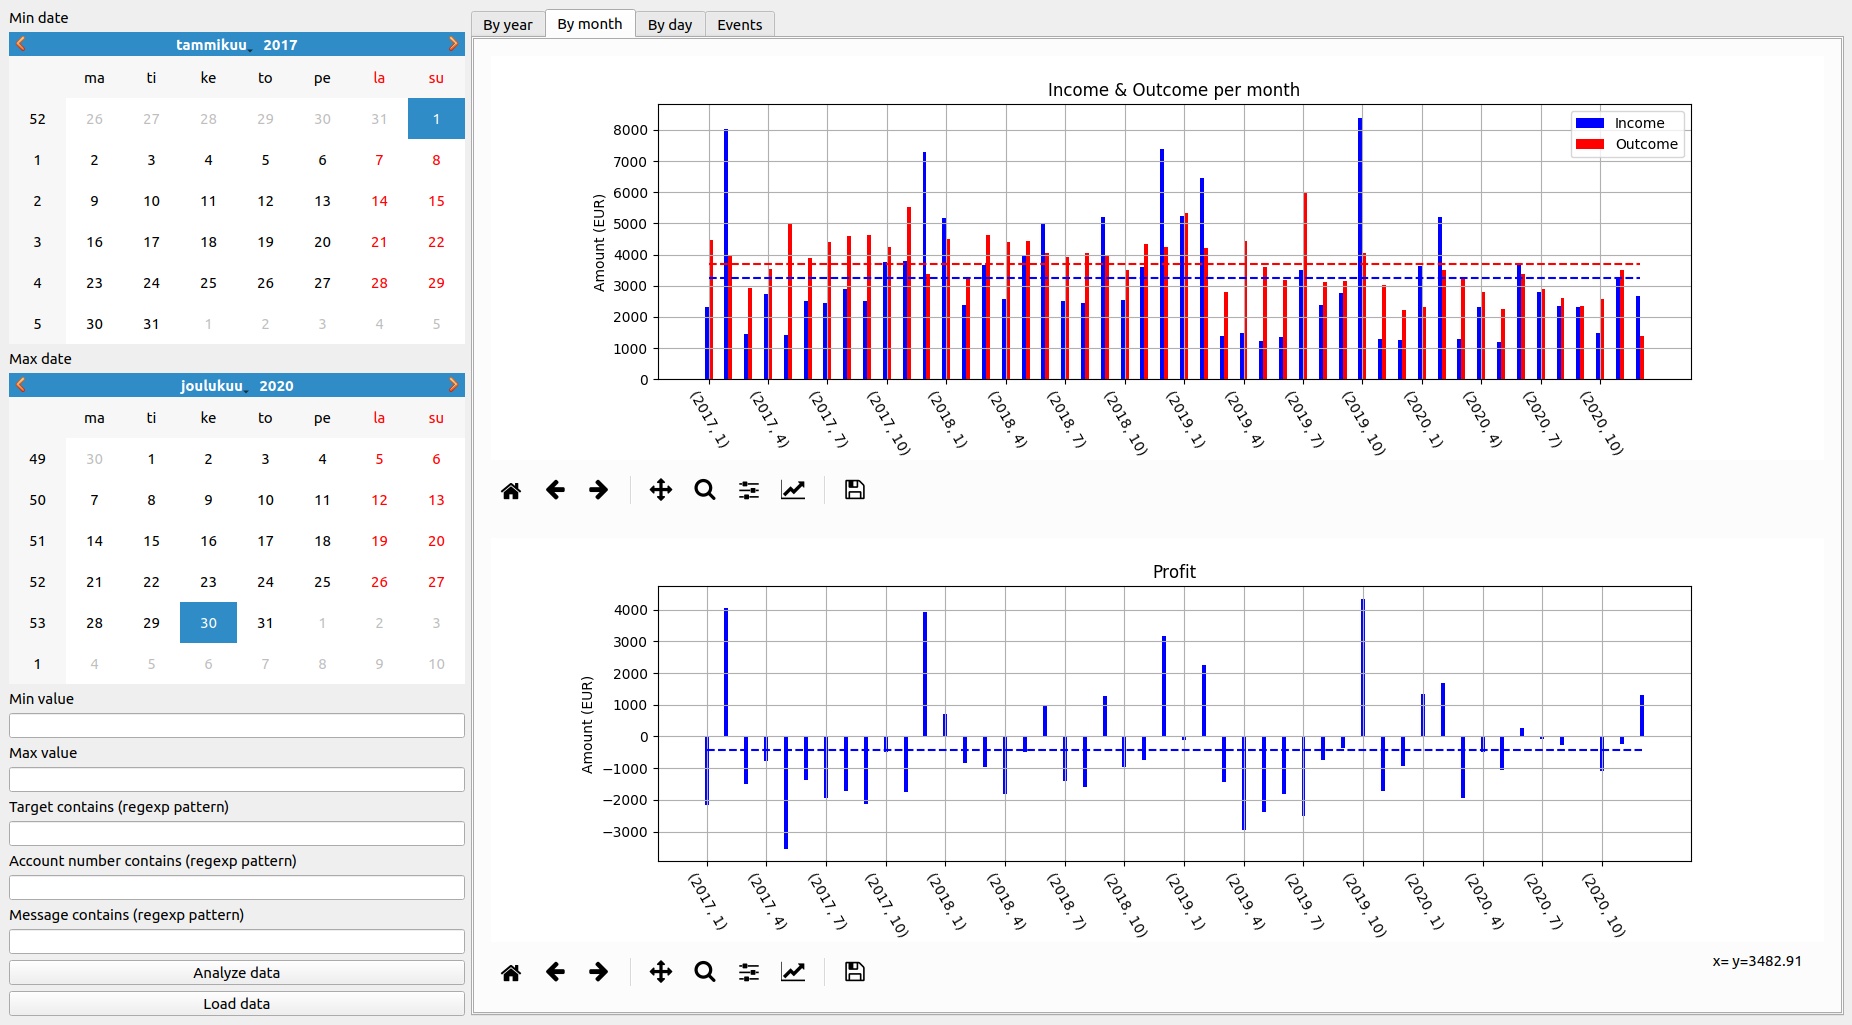 Min date
tammikuu 2017
ma ti ke to pe la su
52 26 27 28 29 30 31 1
1 2 3 4 5 6 7 8
2 9 10 11 12 13 14 15
3 16 17 18 19 20 21 22
4 23 24 25 26 27 28 29
5 30 31 1 2 3 4 5
Max date
joulukuu 2020
ma ti ke to pe la su
49 30 1 2 3 4 5 6
50 7 8 9 10 11 12 13
51 14 15 16 17 18 19 20
52 21 22 23 24 25 26 27
53 28 29 30 31 1 2 3
1 4 5 6 7 8 9 10
Min value
Max value
Target contains (regexp pattern)
Account number contains (regexp pattern)
Message contains (regexp pattern)
Analyze data
Load data
By year By month By day Events
Income & Outcome per month
Income
Outcome
Amount (EUR)
8000
7000
6000
5000
4000
3000
2000
1000
0
(2017, 1) (2017, 4) (2017, 7) (2017, 10) (2018, 1) (2018, 4) (2018, 7) (2018, 10) (2019, 1) (2019, 4) (2019, 7) (2019, 10) (2020, 1) (2020, 4) (2020, 7) (2020, 10)
Profit
Amount (EUR)
4000
3000
2000
1000
0
−1000
−2000
−3000
(2017, 1) (2017, 4) (2017, 7) (2017, 10) (2018, 1) (2018, 4) (2018, 7) (2018, 10) (2019, 1) (2019, 4) (2019, 7) (2019, 10) (2020, 1) (2020, 4) (2020, 7) (2020, 10)
x= y=3482.91